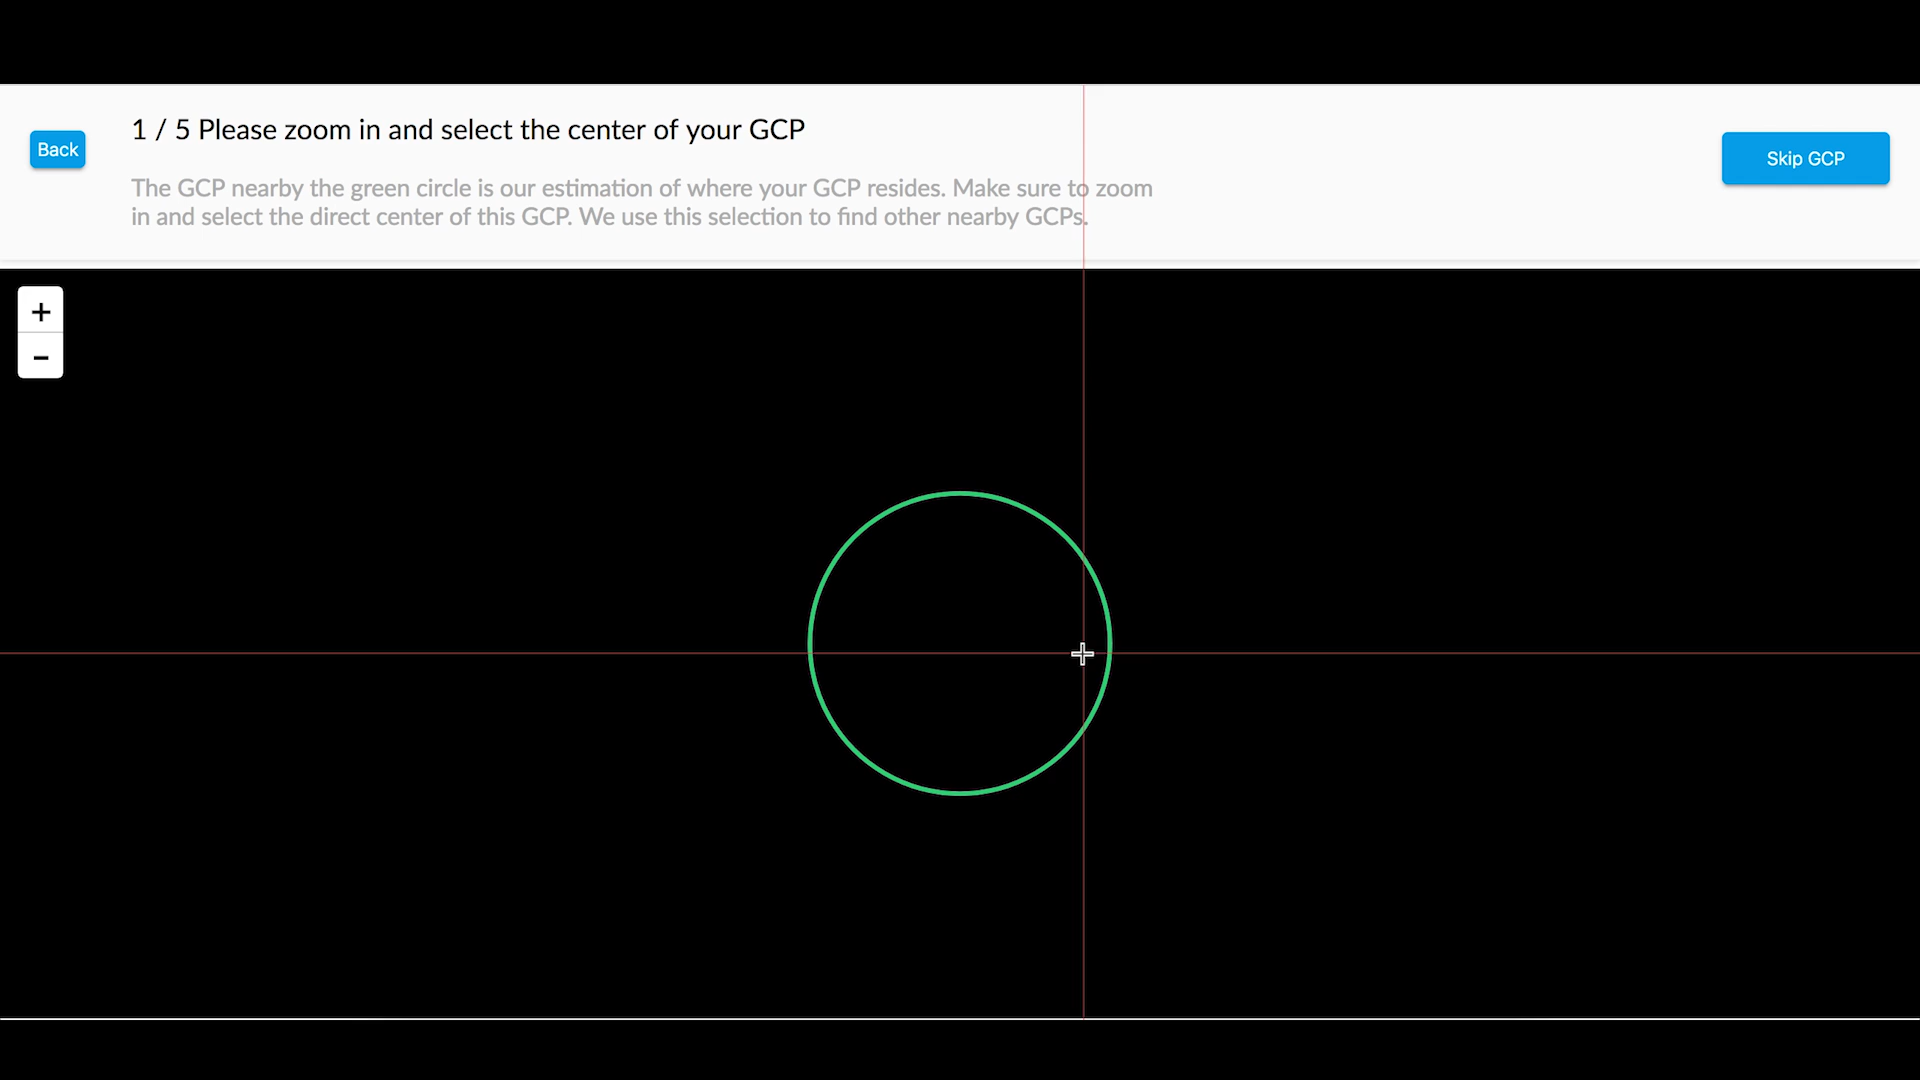 1 / 5 Please zoom in and select the center of your GCP
Back
Skip GCP
The GCP nearby the green circle is our estimation of where your GCP resides. Make sure to zoom
in and select the direct center of this GCP. We use this selection to find other nearby GCPs.
+
−